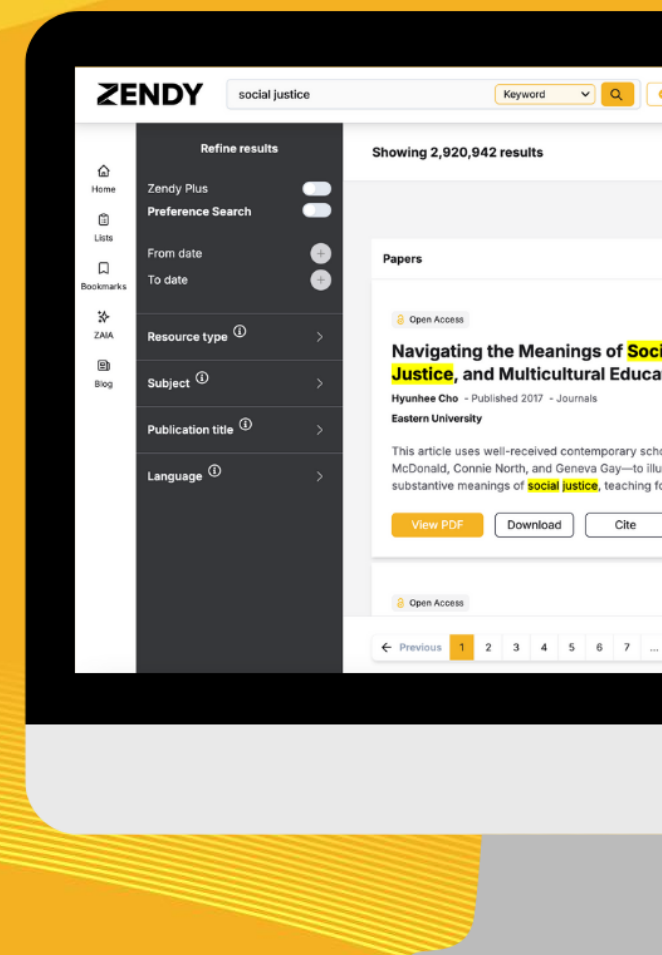 ZENDY
social justice
Keyword
Home
Lists
Bookmarks
ZAIA
Blog
Refine results
Zendy Plus
Preference Search
From date
To date
Resource type
Subject
Publication title
Language
Showing 2,920,942 results
Papers
Open Access
Navigating the Meanings of
Justice, and Multicultural
Hyunhee Cho - Published 2017 - Journals
Eastern University
This article uses well-received contemporary
McDonald, Connie North, and Geneva Gay—to
substantive meanings of social justice, teaching
View PDF
Download
Cite
Open Access
← Previous 1 2 3 4 5 6 7 ...